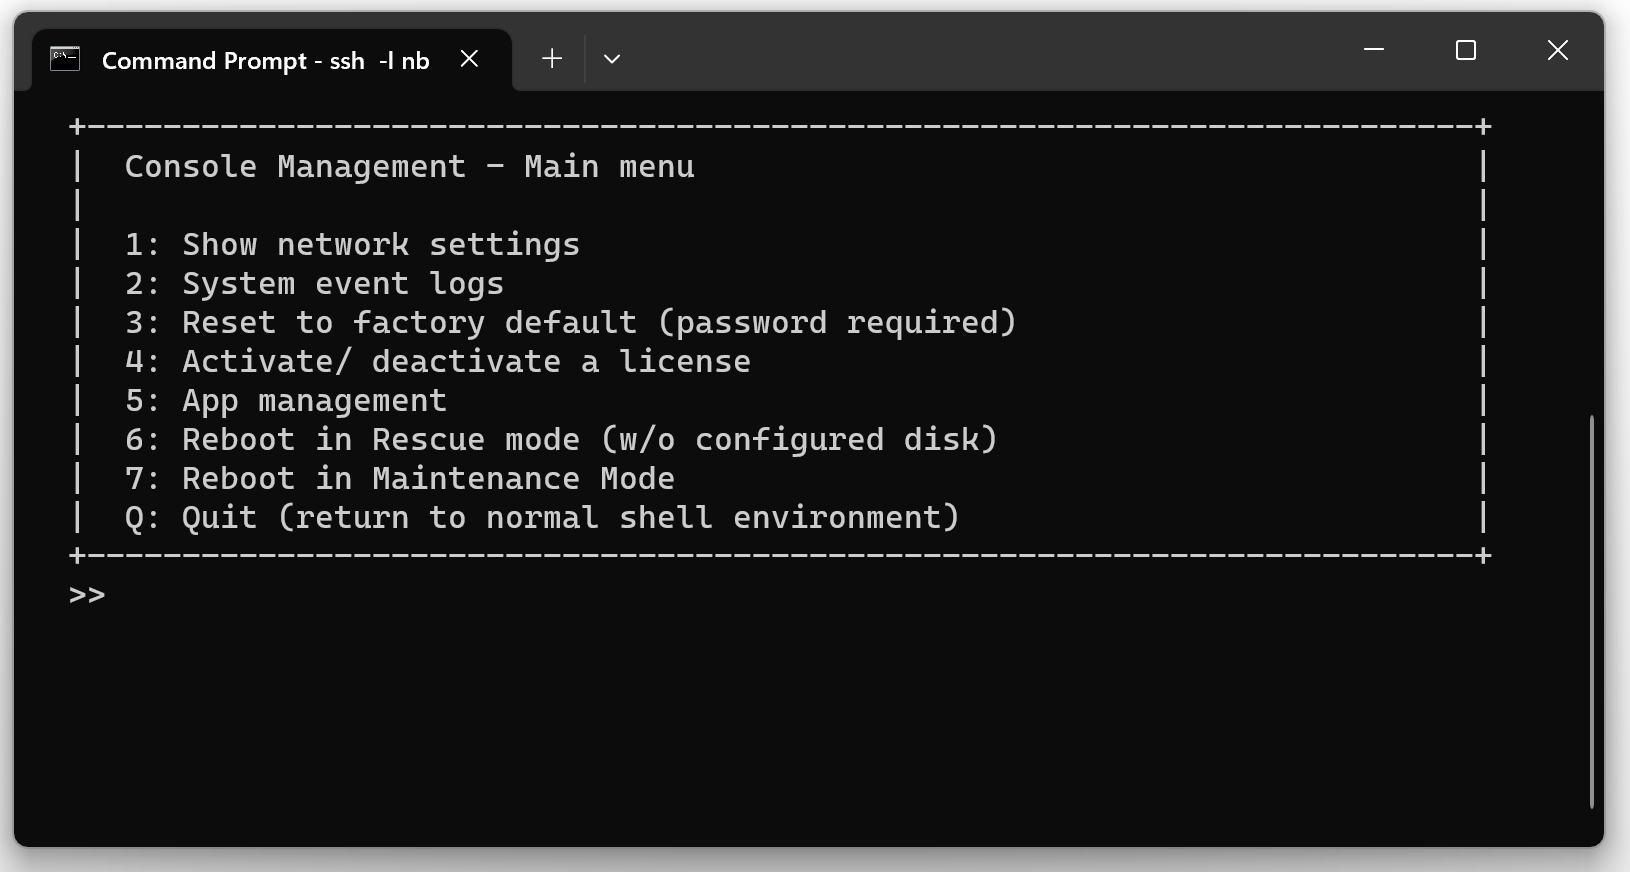 Command Prompt - ssh  -l nb
+-------------------------------------------------------------------------+
|  Console Management - Main menu                                         |
|                                                                         |
|  1: Show network settings                                               |
|  2: System event logs                                                   |
|  3: Reset to factory default (password required)                        |
|  4: Activate/ deactivate a license                                      |
|  5: App management                                                      |
|  6: Reboot in Rescue mode (w/o configured disk)                         |
|  7: Reboot in Maintenance Mode                                          |
|  Q: Quit (return to normal shell environment)                           |
+-------------------------------------------------------------------------+
>>